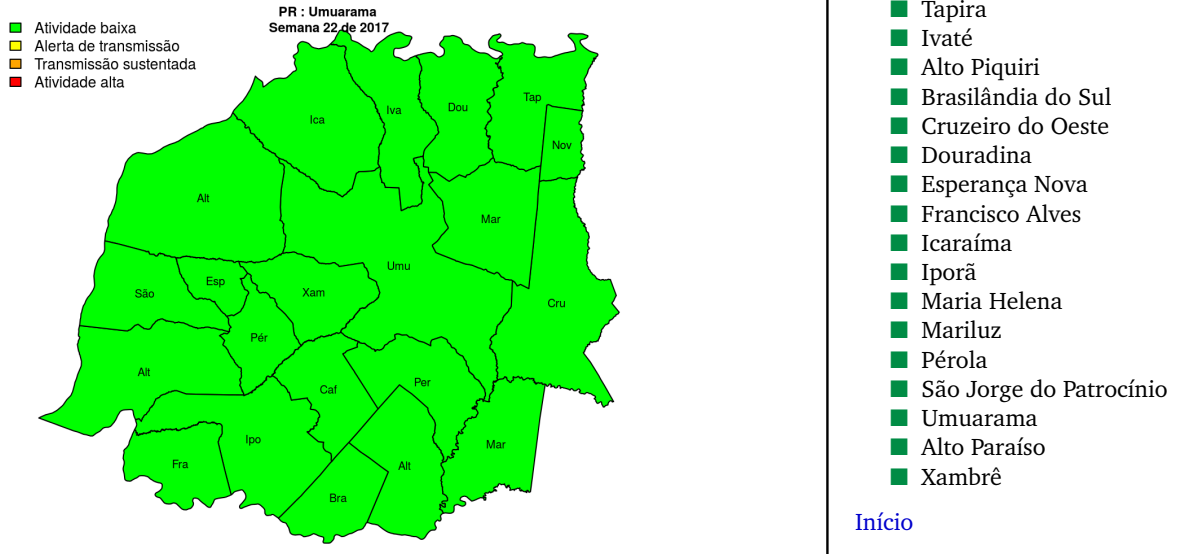 PR : Umuarama
Semana 22 de 2017
Atividade baixa
Alerta de transmissão
Transmissão sustentada
Atividade alta
Ica
Iva
Dou
Tap
Nov
Alt
Mar
Umu
Esp
São
Xam
Cru
Pér
Alt
Caf
Per
Ipo
Mar
Fra
Alt
Bra
Tapira
Ivaté
Alto Piquiri
Brasilândia do Sul
Cruzeiro do Oeste
Douradina
Esperança Nova
Francisco Alves
Icaraíma
Iporã
Maria Helena
Mariluz
Pérola
São Jorge do Patrocínio
Umuarama
Alto Paraíso
Xambrê
Início